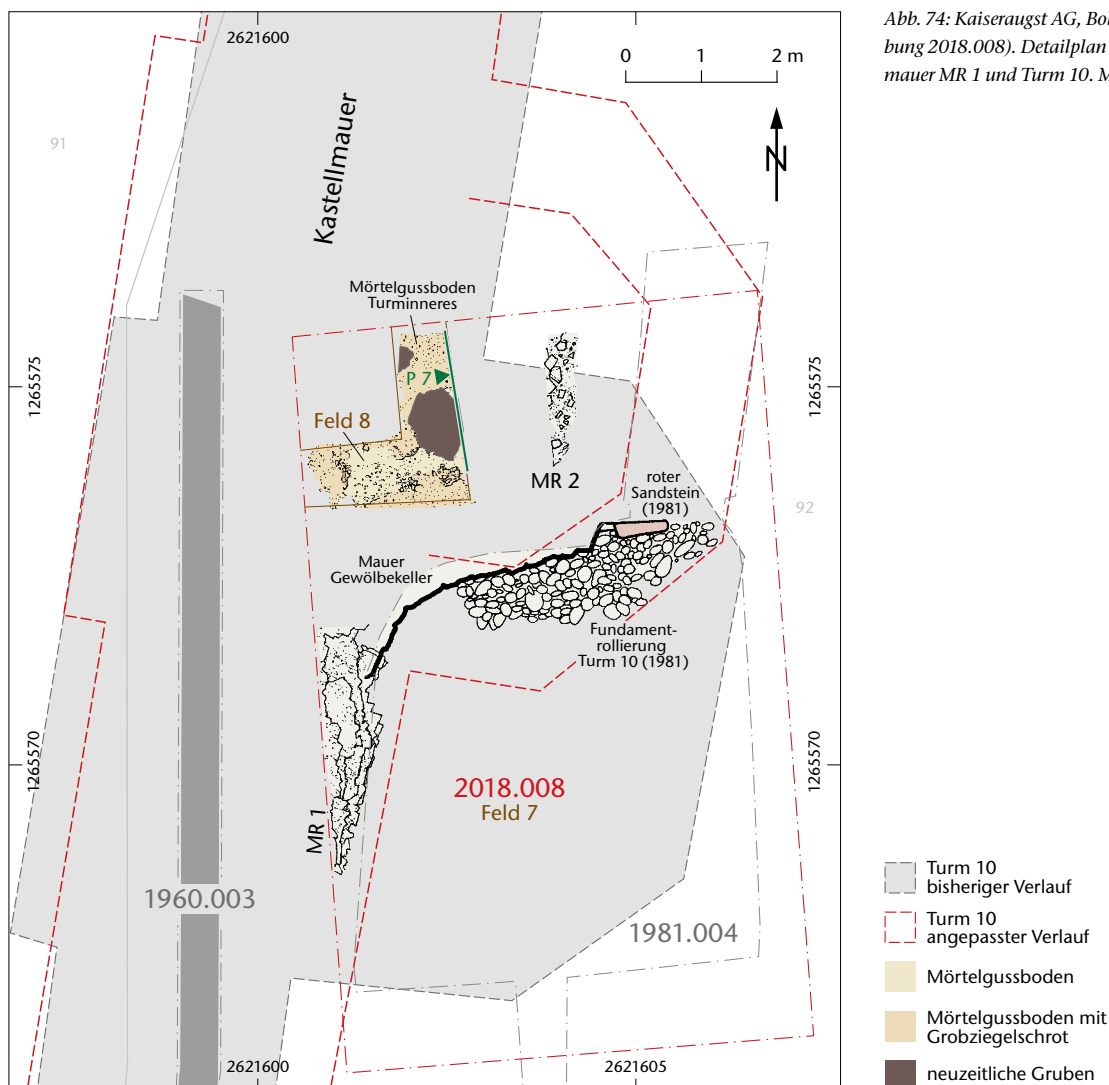 Abb. 74: Kaiseraugst AG, 
bung 2018.008). Detailplan
mauer MR 1 und Turm 10.
2621600
0 1 2 m
N
91
Kastellmauer
Mörtelgussboden
Turminneres
1265575
1265575
P 7
Feld 8
MR 2
roter
Sandstein
(1981)
92
Mauer
Gewölbekeller
Fundament-
rollierung
Turm 10 (1981)
1265570
1265570
2018.008
Feld 7
MR 1
1960.003
1981.004
2621600
2621605
Turm 10
bisheriger Verlauf
Turm 10
angepasster Verlauf
Mörtelgussboden
Mörtelgussboden mit
Grobziegelschrot
neuzeitliche Gruben